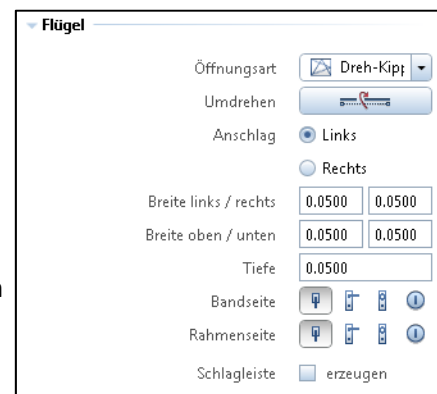 Flügel
Öffnungsart Dreh-Kipp
Umdrehen
Anschlag Links
Rechts
Breite links / rechts 0.0500 0.0500
Breite oben / unten 0.0500 0.0500
Tiefe 0.0500
n
Bandseite
Rahmenseite
Schlagleiste erzeugen